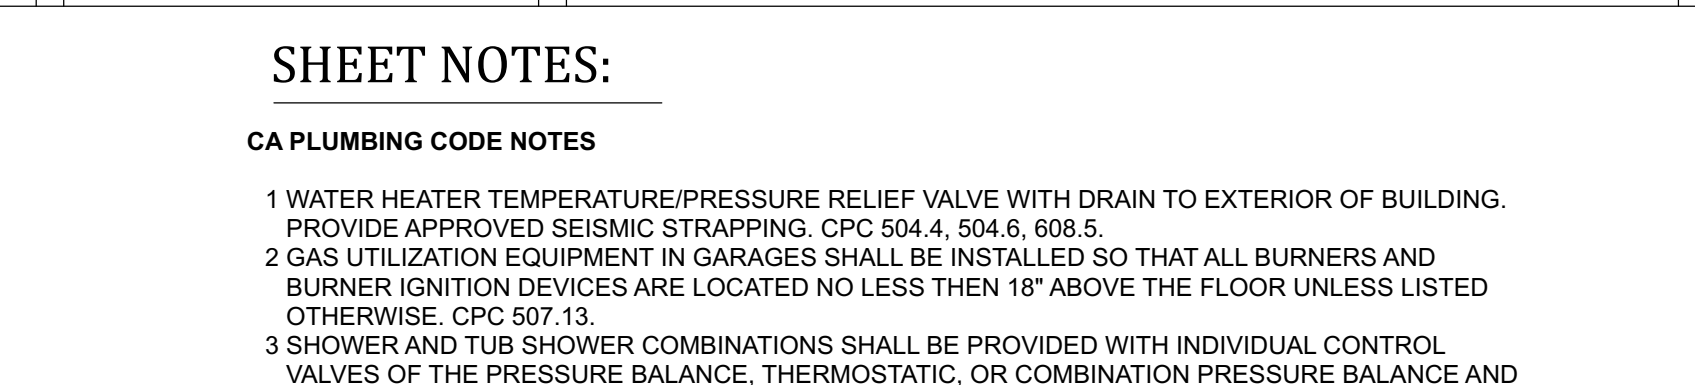 SHEET NOTES:
CA PLUMBING CODE NOTES
1 WATER HEATER TEMPERATURE/PRESSURE RELIEF VALVE WITH DRAIN TO EXTERIOR OF BUILDING.
PROVIDE APPROVED SEISMIC STRAPPING. CPC 504.4, 504.6, 608.5.
2 GAS UTILIZATION EQUIPMENT IN GARAGES SHALL BE INSTALLED SO THAT ALL BURNERS AND
BURNER IGNITION DEVICES ARE LOCATED NO LESS THEN 18" ABOVE THE FLOOR UNLESS LISTED
OTHERWISE. CPC 507.13.
3 SHOWER AND TUB SHOWER COMBINATIONS SHALL BE PROVIDED WITH INDIVIDUAL CONTROL
VALVES OF THE PRESSURE BALANCE, THERMOSTATIC, OR COMBINATION PRESSURE BALANCE AND